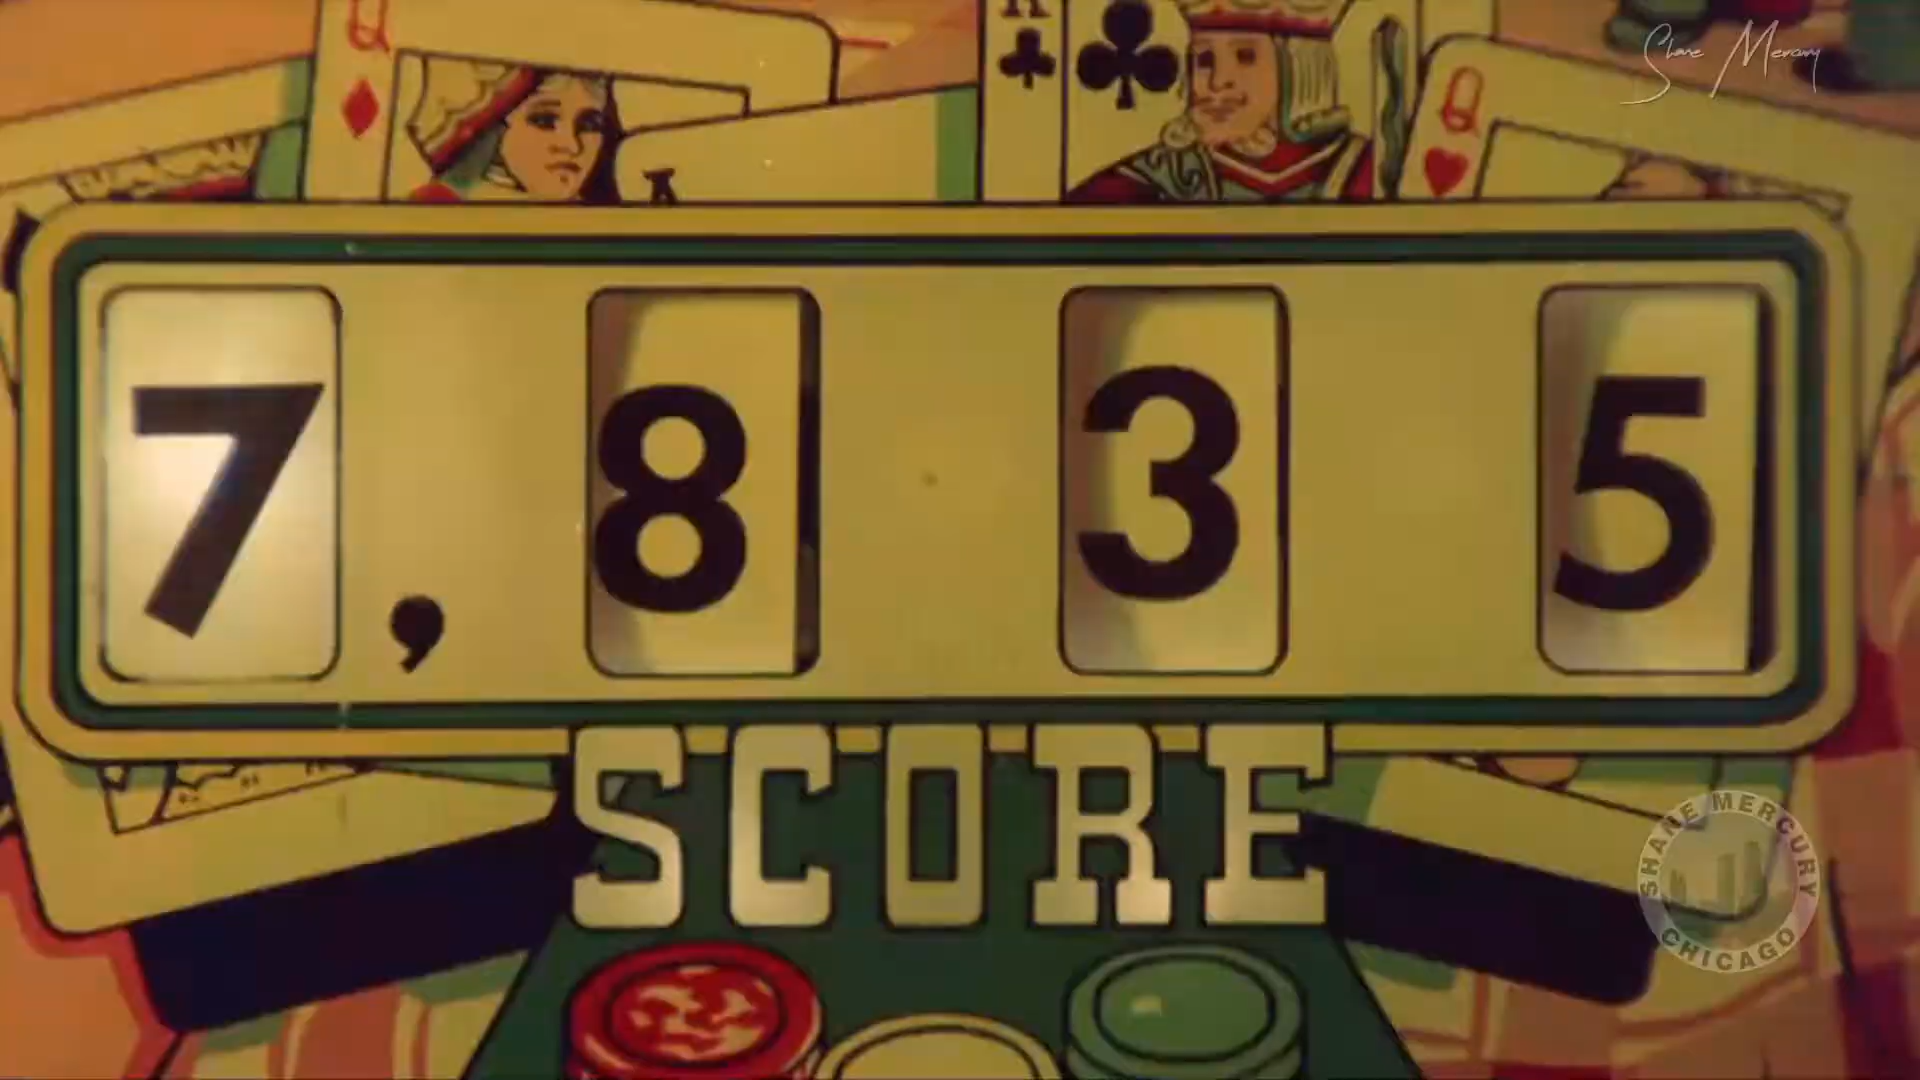 Q
K
Shane Mercury
Q
7,835
SCORE
SHANE MERCURY
CHICAGO